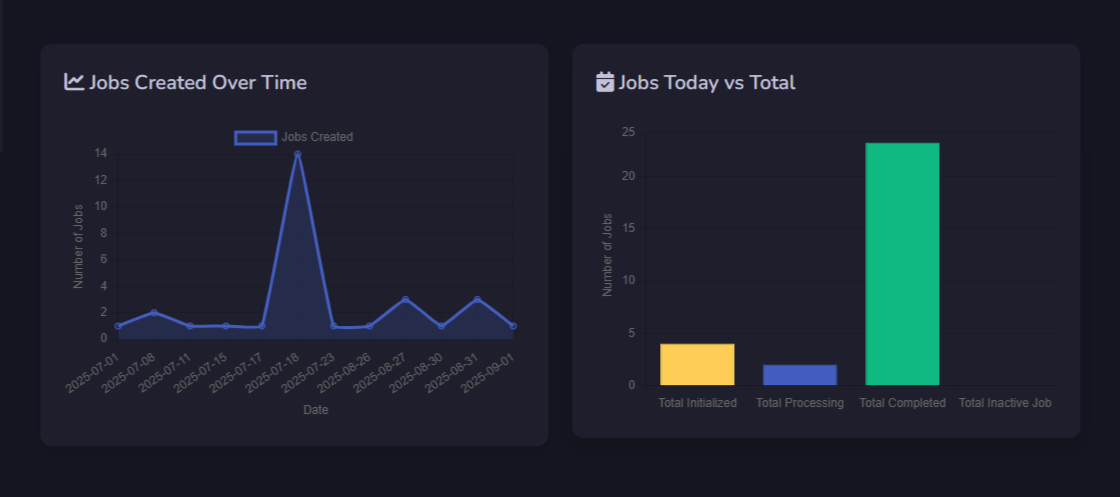 Jobs Created Over Time
Jobs Created
14
12
10
8
6
4
2
0
Number of Jobs
2025-07-01
2025-07-08
2025-07-11
2025-07-15
2025-07-17
2025-07-18
2025-07-23
2025-08-26
2025-08-27
2025-08-30
2025-08-31
2025-09-01
Date
Jobs Today vs Total
25
20
15
10
5
0
Number of Jobs
Total Initialized
Total Processing
Total Completed
Total Inactive Job